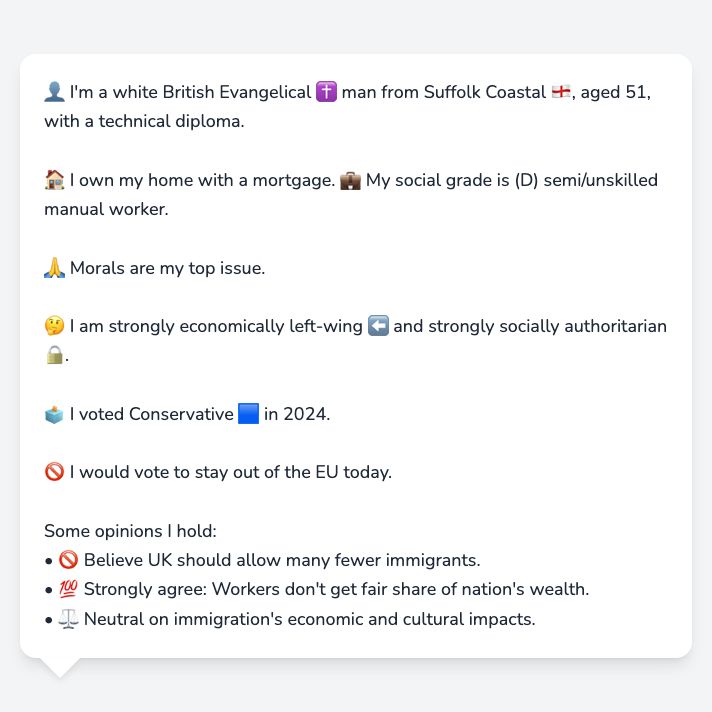 👤 I'm a white British Evangelical ✝️ man from Suffolk Coastal 🏴󠁧󠁢󠁥󠁮󠁧󠁿, aged 51,
with a technical diploma.
🏠 I own my home with a mortgage. 💼 My social grade is (D) semi/unskilled
manual worker.
🙏 Morals are my top issue.
🤔 I am strongly economically left-wing ⬅️ and strongly socially authoritarian
🔒.
🗳️ I voted Conservative 🟦 in 2024.
🚫 I would vote to stay out of the EU today.
Some opinions I hold:
• 🚫 Believe UK should allow many fewer immigrants.
• 💯 Strongly agree: Workers don't get fair share of nation's wealth.
• ⚖️ Neutral on immigration's economic and cultural impacts.